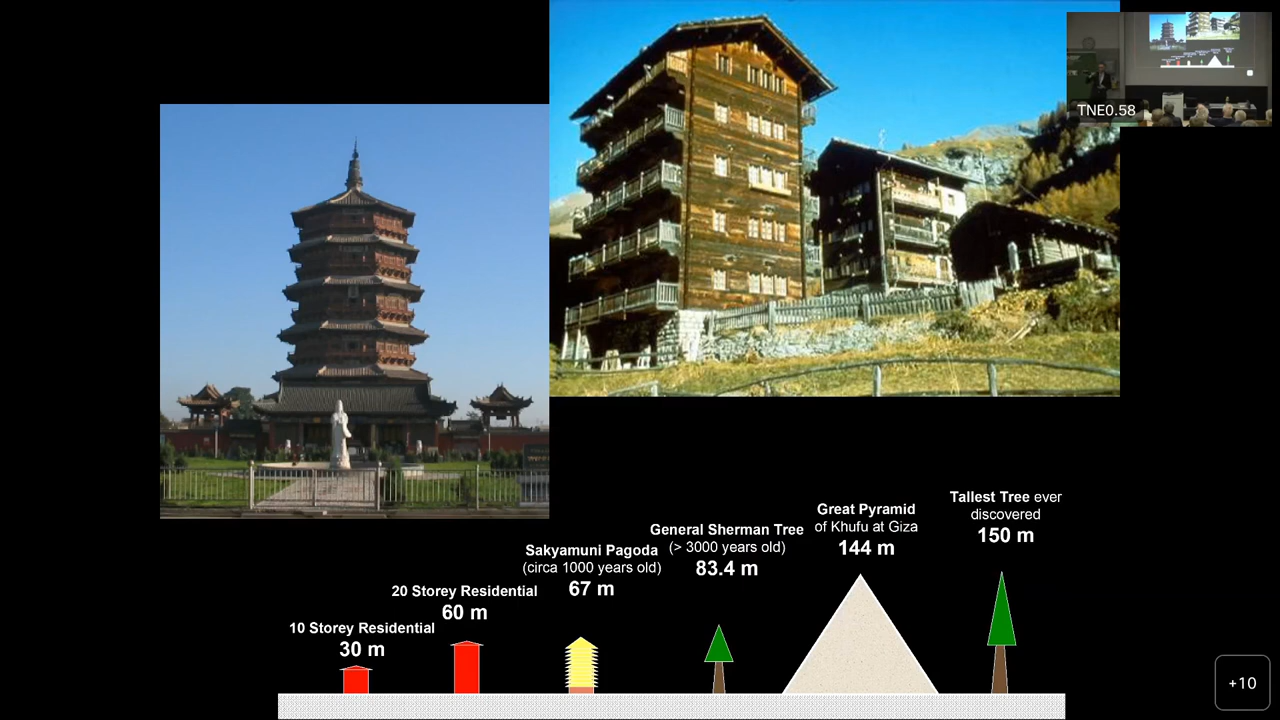 TNE0.58
Tallest Tree ever
discovered
150 m
Great Pyramid
of Khufu at Giza
144 m
General Sherman Tree
(> 3000 years old)
83.4 m
Sakyamuni Pagoda
(circa 1000 years old)
67 m
20 Storey Residential
60 m
10 Storey Residential
30 m
+10